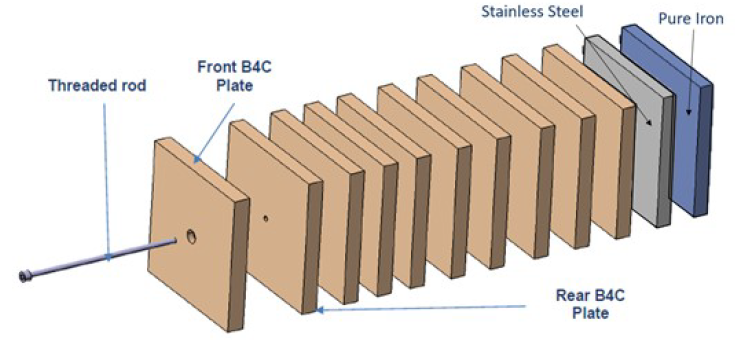 Stainless Steel
Pure Iron
Front B4C
Plate
Threaded rod
Rear B4C
Plate